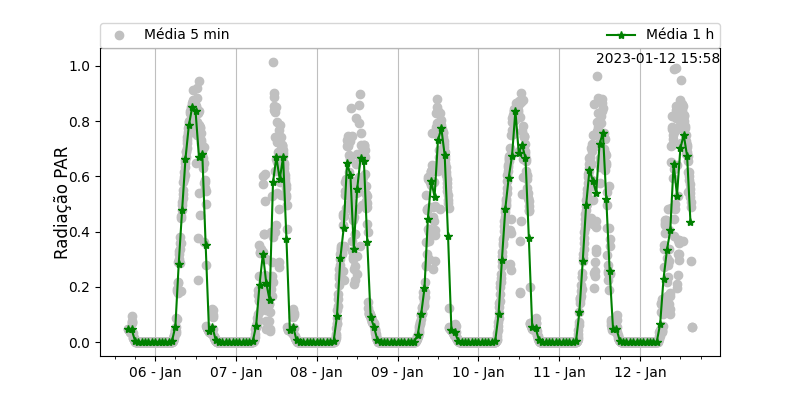 Média 5 min
Média 1 h
2023-01-12 15:58
Radiação PAR
1.0
0.8
0.6
0.4
0.2
0.0
06 - Jan
07 - Jan
08 - Jan
09 - Jan
10 - Jan
11 - Jan
12 - Jan